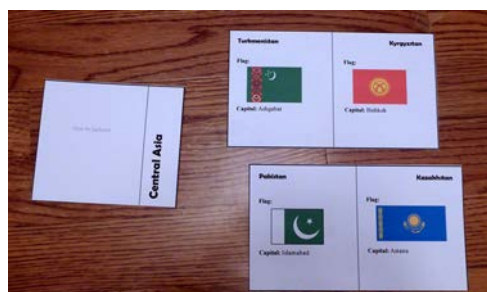 Central Asia
Turkmenistan
Kyrgyzstan
Flag:
Flag:
Capital: Ashgabat
Capital: Bishkek
Pakistan
Kazakhstan
Flag:
Flag:
Capital: Islamabad
Capital: Astana